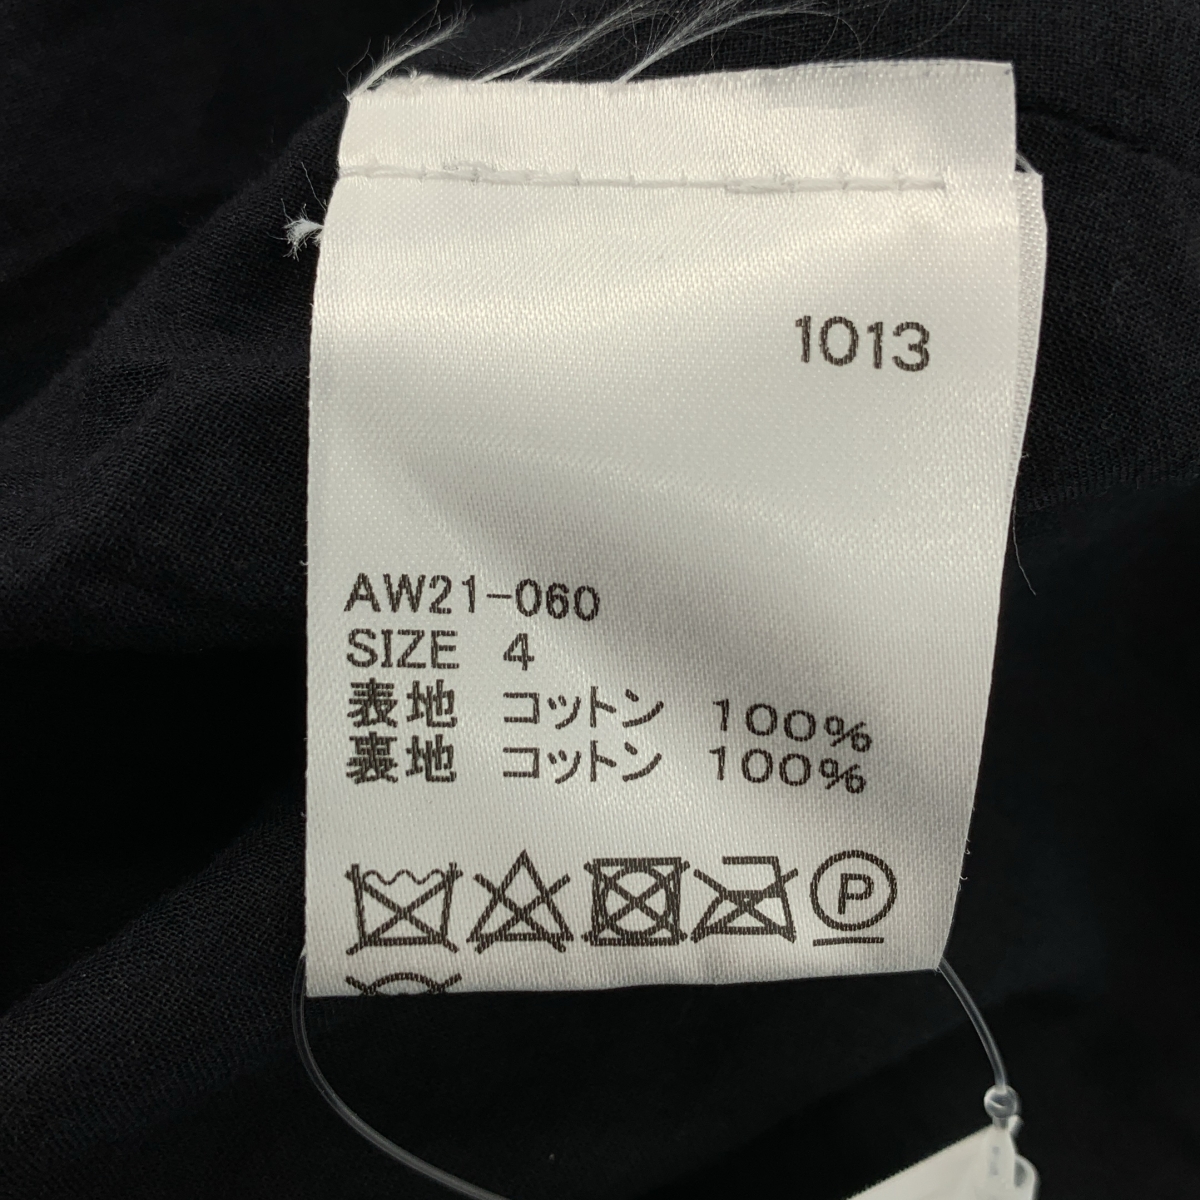 1013
AW21-060
SIZE 4
表地 コットン 100%
裏地 コットン 100%
P